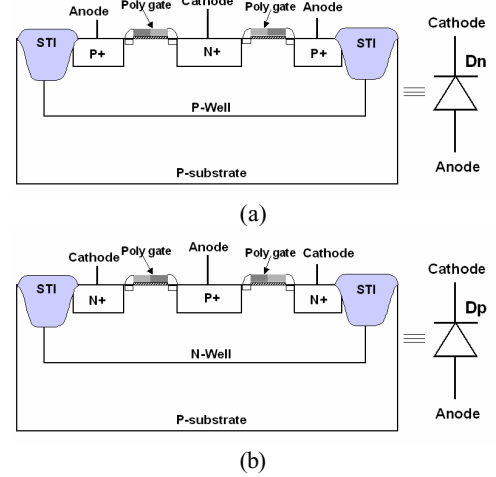 Anode Poly gate Cathode Poly gate Anode
Cathode
STI P+ N+ P+ STI
Dn
P-Well
P-substrate
Anode
(a)
Cathode Poly gate Anode Poly gate Cathode
Cathode
STI N+ P+ N+ STI
Dp
N-Well
P-substrate
Anode
(b)